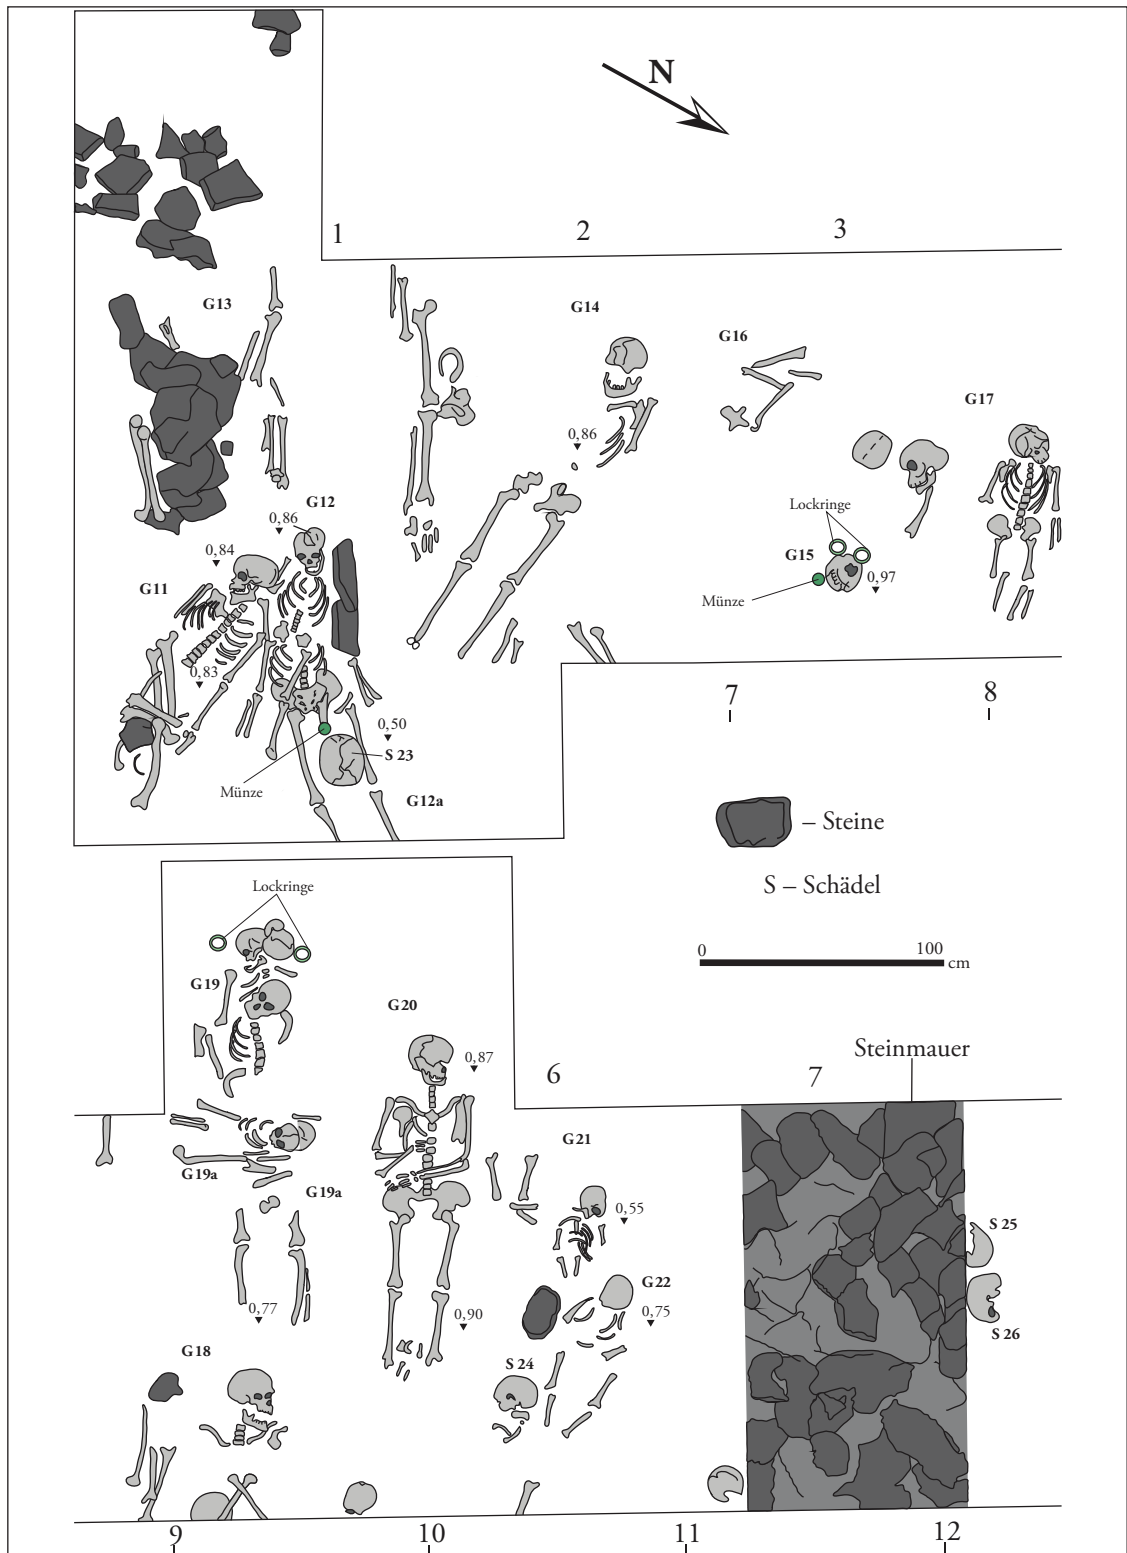 N
1
2
3
G13
G14
G16
G17
0,86
G12
0,86
Lockringe
0,84
G15
G11
0,97
Münze
0,83
7
8
0,50
S 23
Münze
G12a
– Steine
S – Schädel
Lockringe
0
100
cm
G19
G20
Steinmauer
0,87
6
7
G21
G19a
G19a
0,55
S 25
G22
0,77
0,90
0,75
S 26
G18
S 24
9
10
11
12